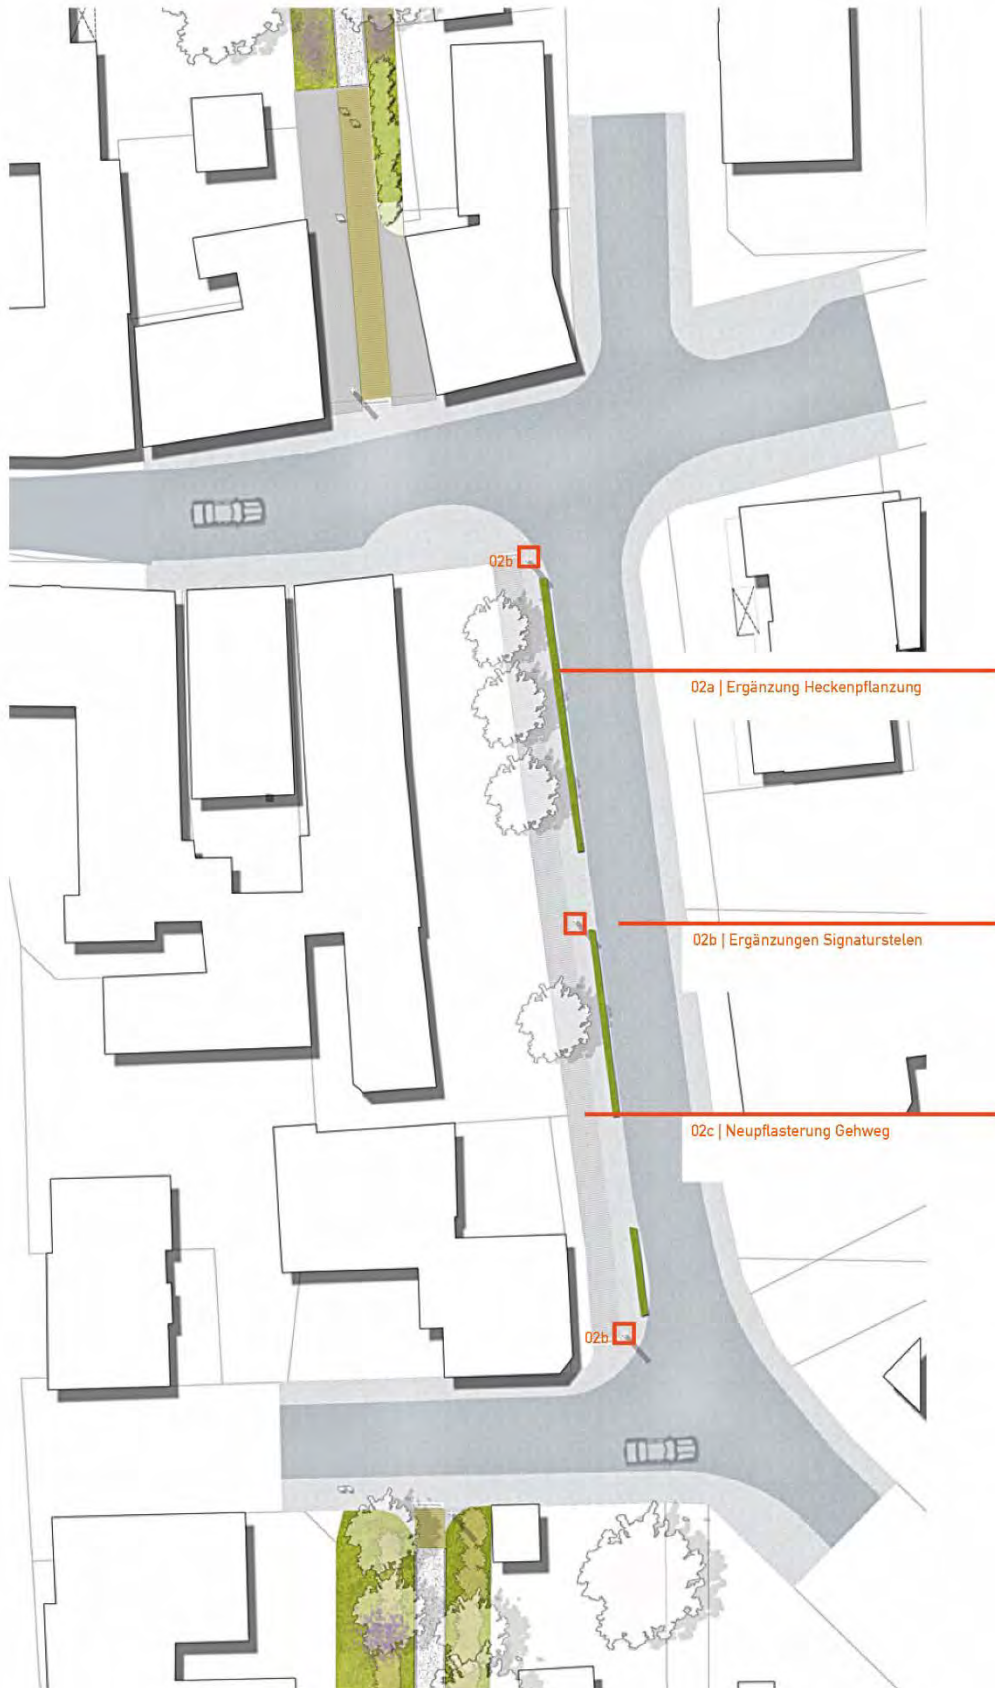 02b
02a | Ergänzung Heckenpflanzung
02b | Ergänzungen Signaturstelen
02c | Neupflasterung Gehweg
02b